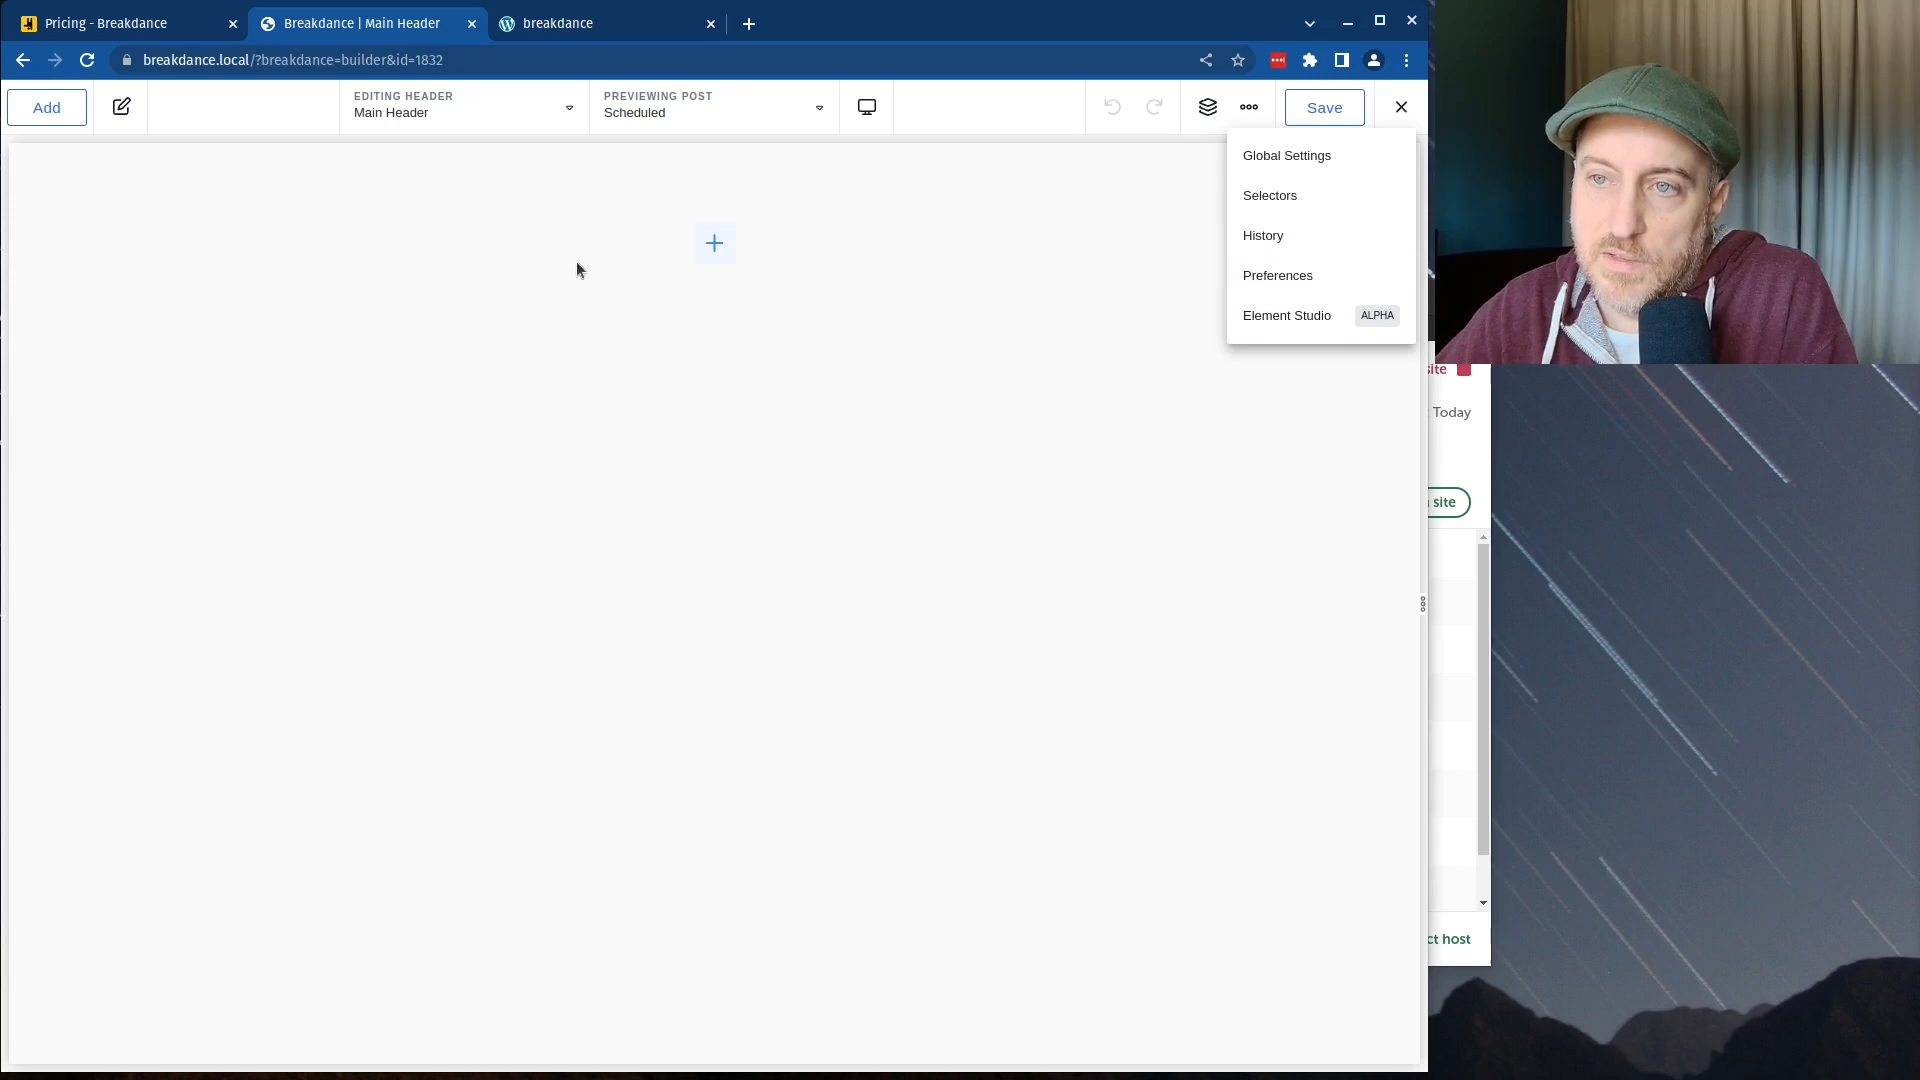 Pricing - Breakdance
Breakdance | Main Header
breakdance
breakdance.local/?breakdance=builder&id=1832
Add
EDITING HEADER
Main Header
PREVIEWING POST
Scheduled
Save
Global Settings
Selectors
History
Preferences
Element Studio ALPHA
site
Today
site
ct host